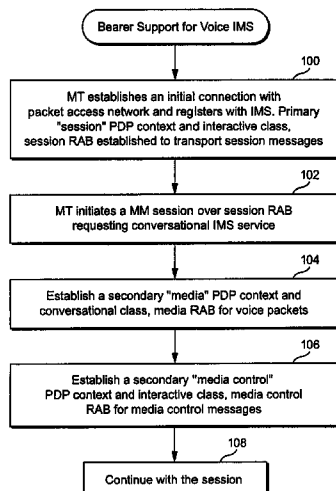 Bearer Support for Voice IMS
100
MT establishes an initial connection with
packet access network and registers with IMS. Primary
"session" PDP context and interactive class,
session RAB established to transport session messages
102
MT initiates a MM session over session RAB
requesting conversational IMS service
104
Establish a secondary "media" PDP context and
conversational class, media RAB for voice packets
106
Establish a secondary "media control"
PDP context and interactive class, media control
RAB for media control messages
108
Continue with the session